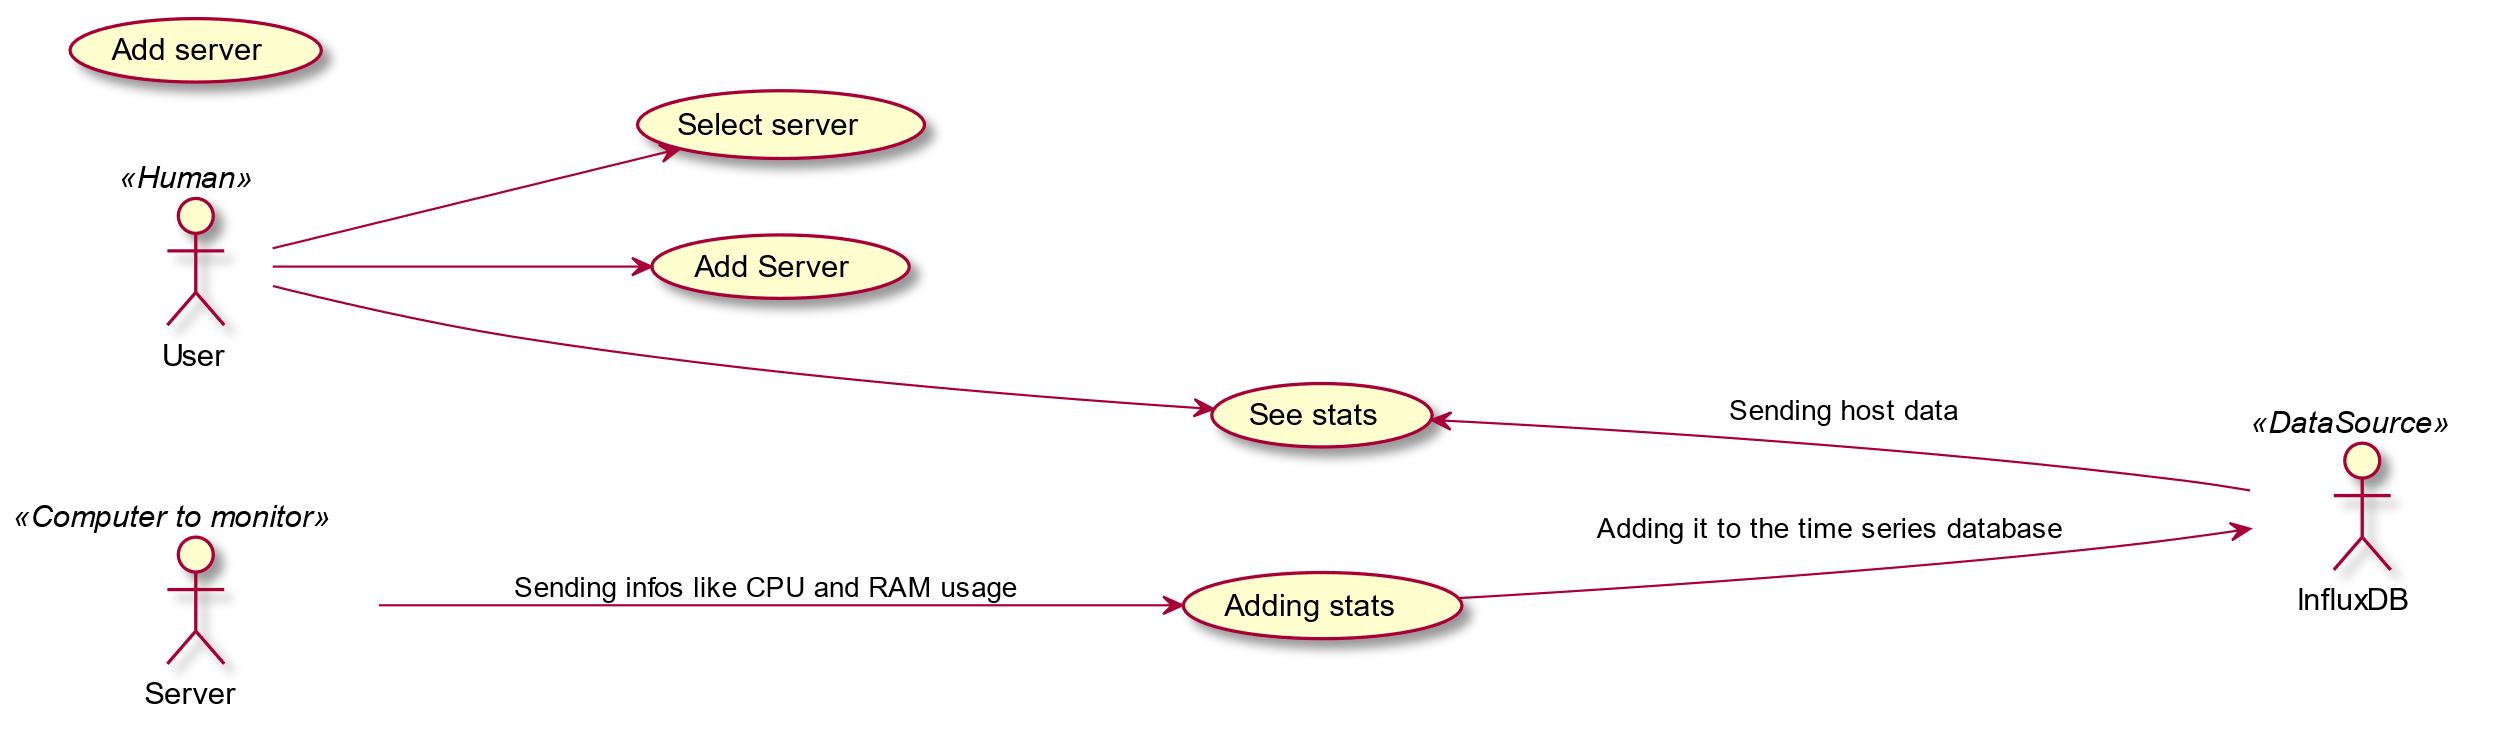 Add server
Select server
«Human»
Add Server
User
See stats
Sending host data
«DataSource»
«Computer to monitor»
Adding it to the time series database
Sending infos like CPU and RAM usage
Adding stats
InfluxDB
Server